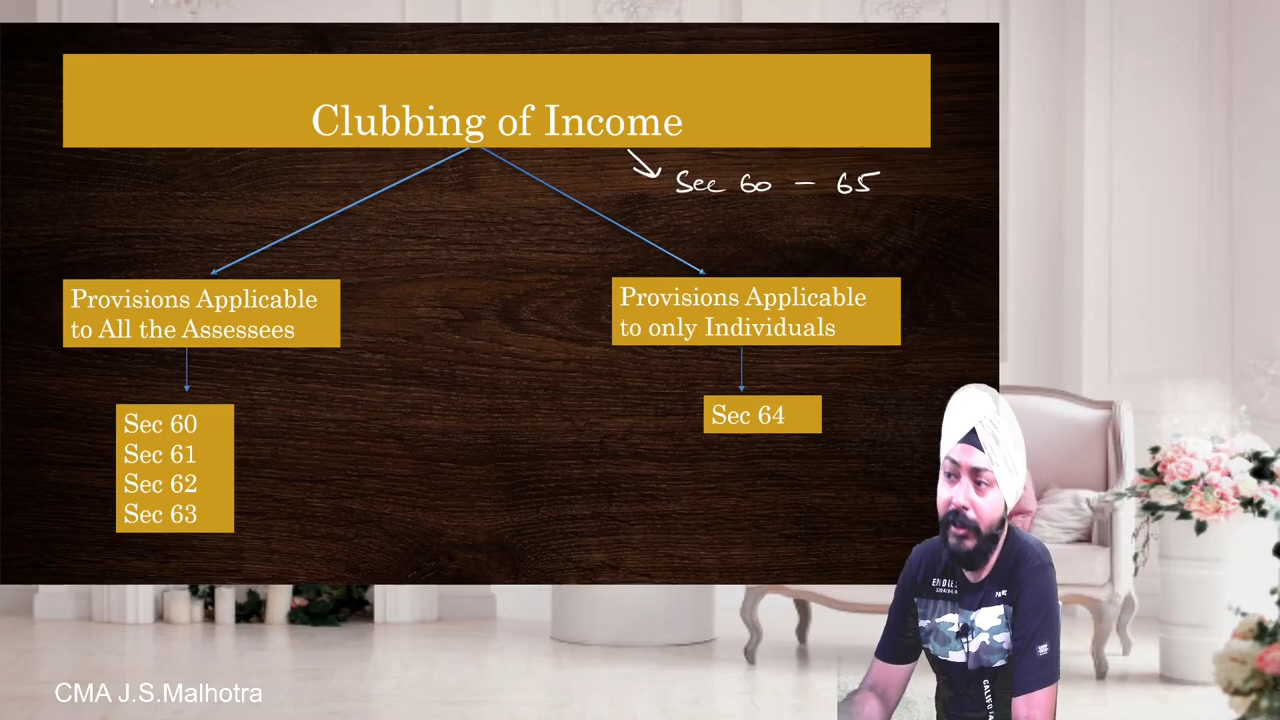 Clubbing of Income
Sec 60 - 65
Provisions Applicable
to All the Assessees
Provisions Applicable
to only Individuals
Sec 60
Sec 61
Sec 62
Sec 63
Sec 64
CMA J.S.Malhotra